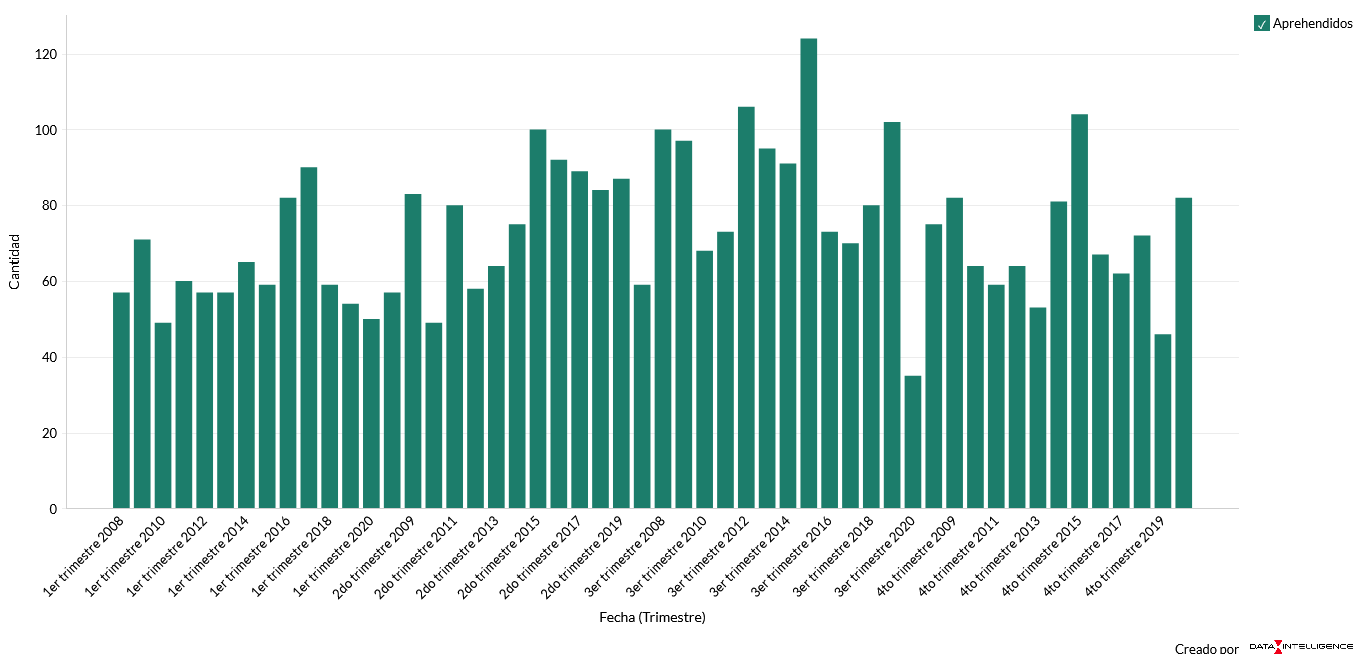 ✓ Aprehendidos
120
100
80
60
40
20
0
Cantidad
1er trimestre 2008
1er trimestre 2010
1er trimestre 2012
1er trimestre 2014
1er trimestre 2016
1er trimestre 2018
1er trimestre 2020
2do trimestre 2009
2do trimestre 2011
2do trimestre 2013
2do trimestre 2015
2do trimestre 2017
2do trimestre 2019
3er trimestre 2008
3er trimestre 2010
3er trimestre 2012
3er trimestre 2014
3er trimestre 2016
3er trimestre 2018
3er trimestre 2020
4to trimestre 2009
4to trimestre 2011
4to trimestre 2013
4to trimestre 2015
4to trimestre 2017
4to trimestre 2019
Fecha (Trimestre)
Creado por DATA INTELLIGENCE